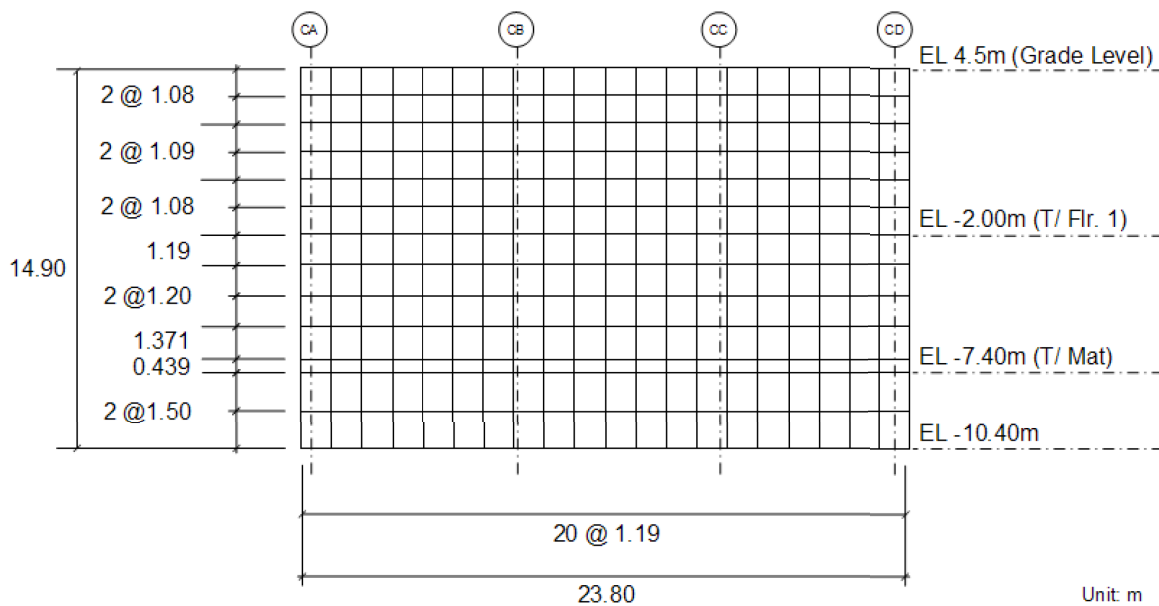 CA
CB
CC
CD
EL 4.5m (Grade Level)
2 @ 1.08
2 @ 1.09
2 @ 1.08
EL -2.00m (T/ Flr. 1)
1.19
14.90
2 @1.20
1.371
EL -7.40m (T/ Mat)
0.439
2 @1.50
EL -10.40m
20 @ 1.19
23.80
Unit: m